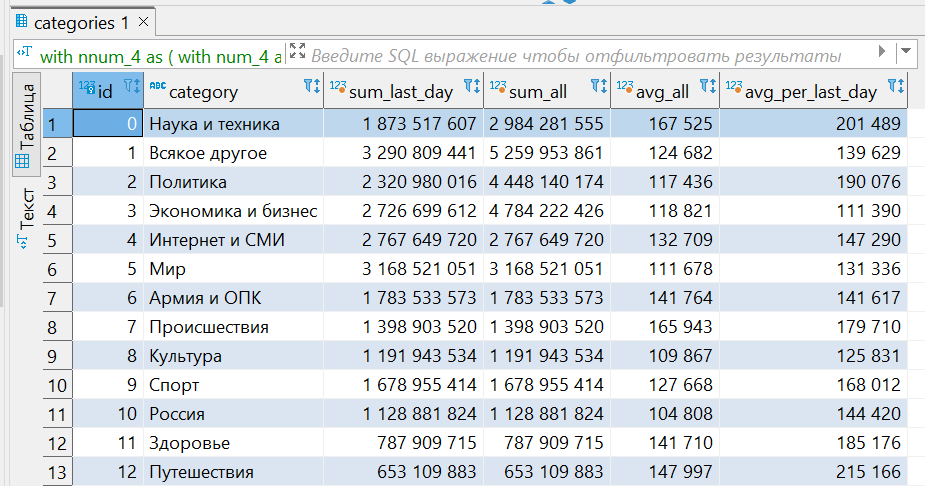 categories 1
with nnum_4 as ( with num_4 a Введите SQL выражение чтобы отфильтровать результаты
Таблица
Текст
123 id ABC category 123 sum_last_day 123 sum_all 123 avg_all 123 avg_per_last_day
1 0 Наука и техника 1 873 517 607 2 984 281 555 167 525 201 489
2 1 Всякое другое 3 290 809 441 5 259 953 861 124 682 139 629
3 2 Политика 2 320 980 016 4 448 140 174 117 436 190 076
4 3 Экономика и бизнес 2 726 699 612 4 784 222 426 118 821 111 390
5 4 Интернет и СМИ 2 767 649 720 2 767 649 720 132 709 147 290
6 5 Мир 3 168 521 051 3 168 521 051 111 678 131 336
7 6 Армия и ОПК 1 783 533 573 1 783 533 573 141 764 141 617
8 7 Происшествия 1 398 903 520 1 398 903 520 165 943 179 710
9 8 Культура 1 191 943 534 1 191 943 534 109 867 125 831
10 9 Спорт 1 678 955 414 1 678 955 414 127 668 168 012
11 10 Россия 1 128 881 824 1 128 881 824 104 808 144 420
12 11 Здоровье 787 909 715 787 909 715 141 710 185 176
13 12 Путешествия 653 109 883 653 109 883 147 997 215 166